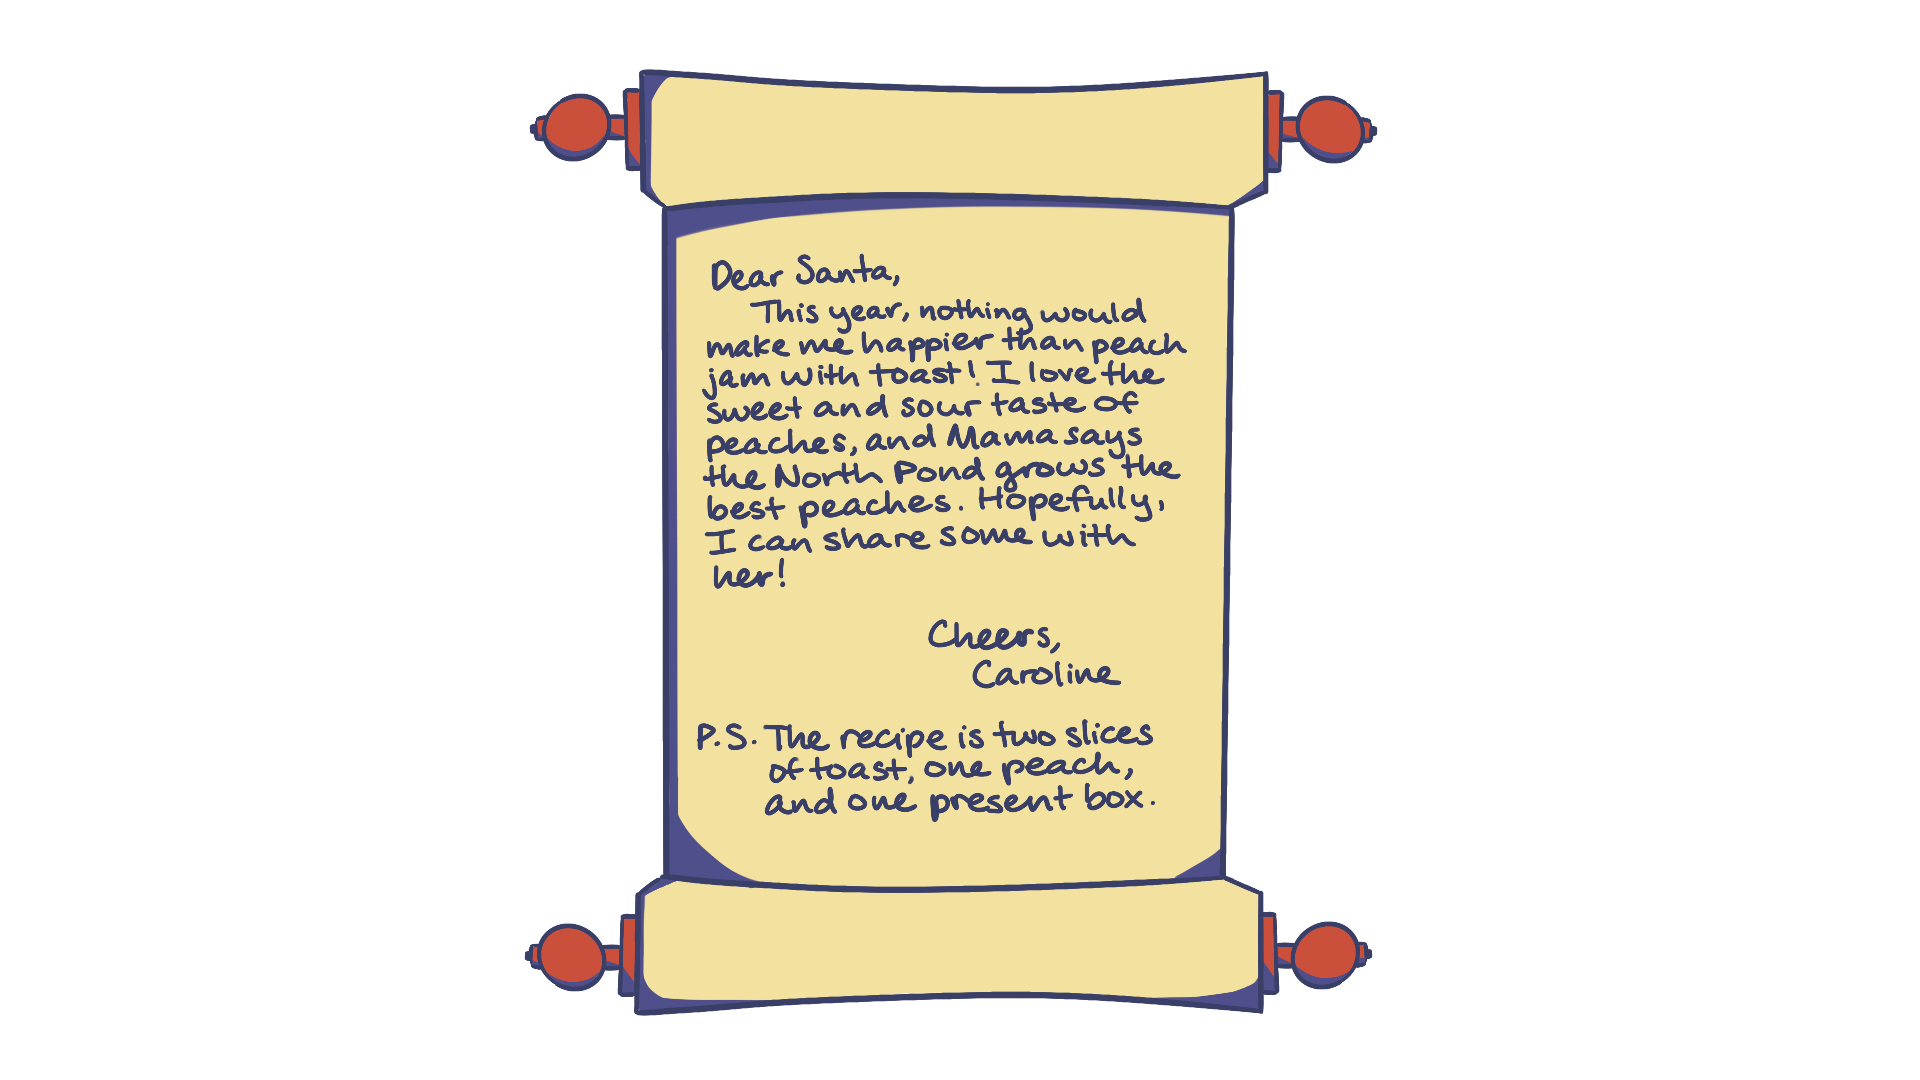 Dear Santa,
This year, nothing would
make me happier than peach
jam with toast! I love the
sweet and sour taste of
peaches, and Mama says
the North Pond grows the
best peaches. Hopefully,
I can share some with
her!
Cheers,
Caroline
P.S. The recipe is two slices
of toast, one peach,
and one present box.